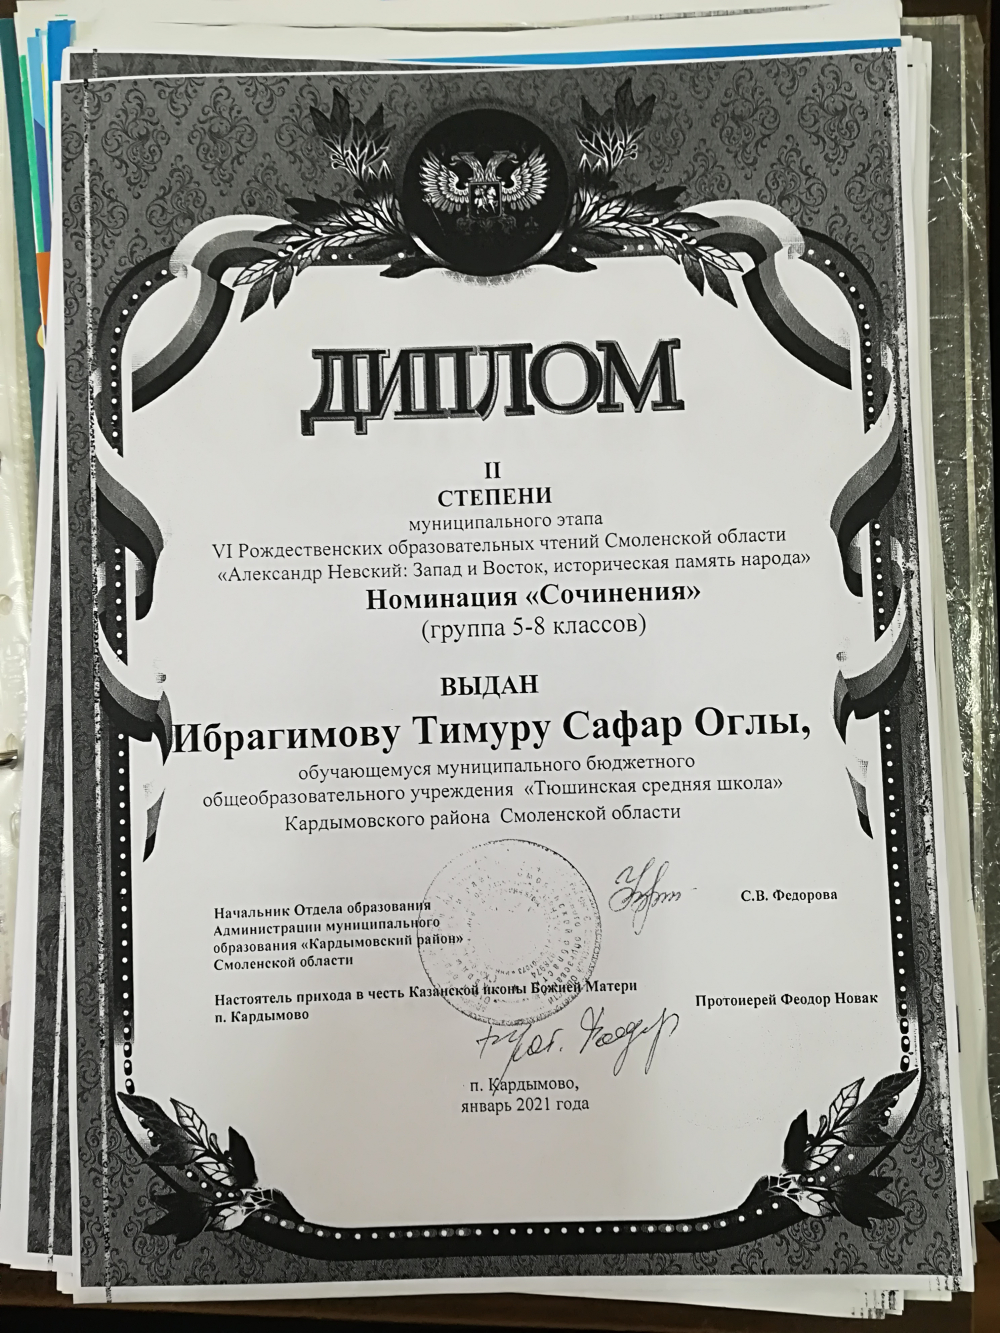 ДИПЛОМ
II
СТЕПЕНИ
муниципального этапа
VI Рождественских образовательных чтений Смоленской области
«Александр Невский: Запад и Восток, историческая память народа»
Номинация «Сочинения»
(группа 5-8 классов)
ВЫДАН
Ибрагимову Тимуру Сафар Оглы,
обучающемуся муниципального бюджетного
общеобразовательного учреждения «Тюшинская средняя школа»
Кардымовского района Смоленской области
Начальник Отдела образования
Администрации муниципального
образования «Кардымовский район»
Смоленской области
С.В. Федорова
Настоятель прихода в честь Казанской иконы Божией Матери
п. Кардымово
Протоиерей Феодор Новак
п. Кардымово,
январь 2021 года